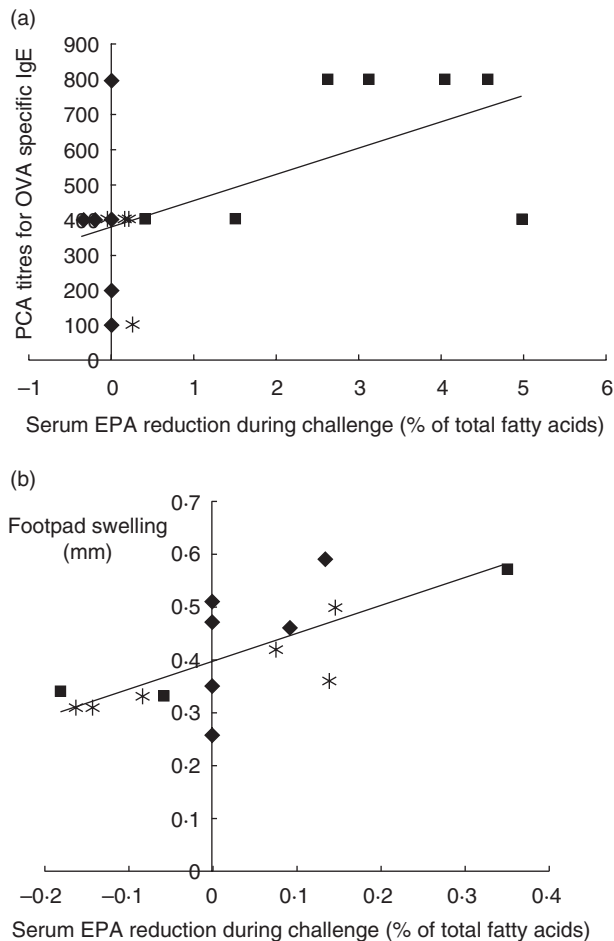 (a)
PCA titres for OVA specific IgE
900
800
700
600
500
300
200
100
0
−1 0 1 2 3 4 5 6
Serum EPA reduction during challenge (% of total fatty acids)
(b)
Footpad swelling
(mm)
0·7
0·6
0·5
0·4
0·3
0·2
0·1
0
−0·2 −0·1 0 0·1 0·2 0·3 0·4
Serum EPA reduction during challenge (% of total fatty acids)